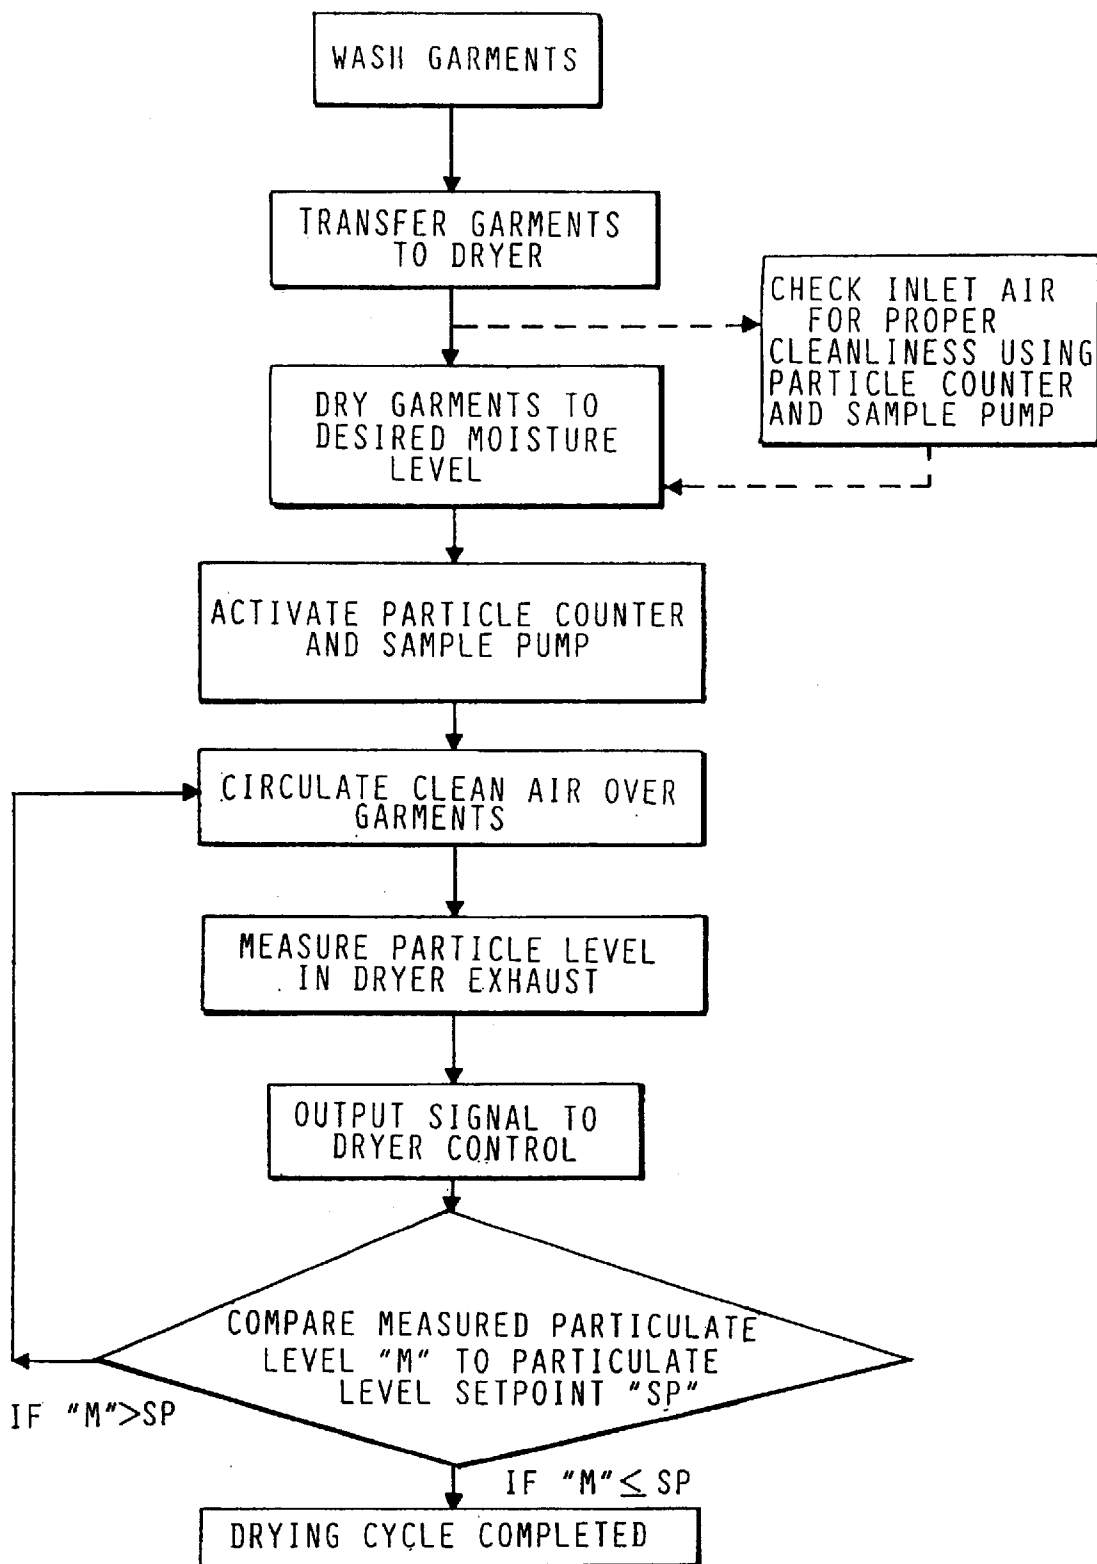 WASH GARMENTS
TRANSFER GARMENTS
TO DRYER
CHECK INLET AIR
FOR PROPER
CLEANLINESS USING
PARTICLE COUNTER
AND SAMPLE PUMP
DRY GARMENTS TO
DESIRED MOISTURE
LEVEL
ACTIVATE PARTICLE COUNTER
AND SAMPLE PUMP
CIRCULATE CLEAN AIR OVER
GARMENTS
MEASURE PARTICLE LEVEL
IN DRYER EXHAUST
OUTPUT SIGNAL TO
DRYER CONTROL
COMPARE MEASURED PARTICULATE
LEVEL "M" TO PARTICULATE
LEVEL SETPOINT "SP"
IF "M">SP
IF "M"≤ SP
DRYING CYCLE COMPLETED